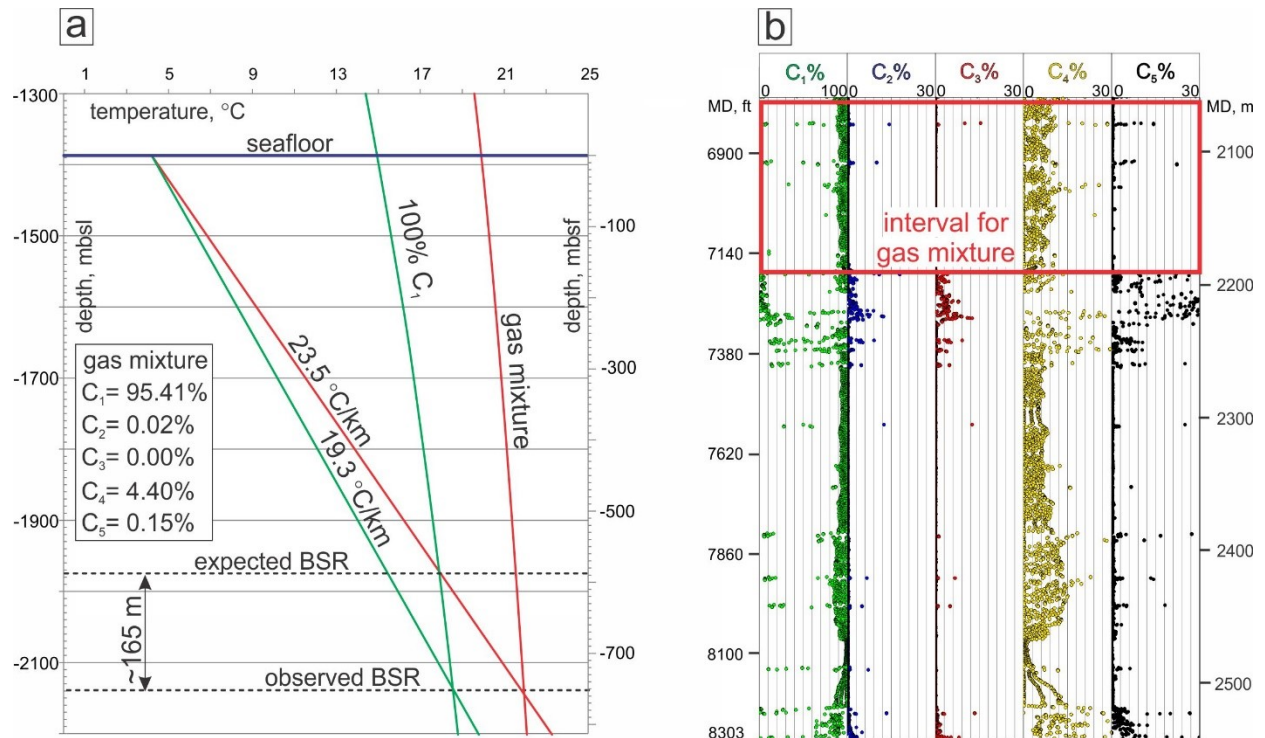 a
1 5 9 13 17 21 25
temperature, °C
seafloor
-1300
-1500
-1700
-1900
-2100
depth, mbsl
depth, mbsf
-100
-300
-500
-700
100% C₁
gas mixture
23.5 °C/km
19.3 °C/km
gas mixture
C₁= 95.41%
C₂= 0.02%
C₃= 0.00%
C₄= 4.40%
C₅= 0.15%
expected BSR
~165 m
observed BSR
b
C₁% C₂% C₃% C₄% C₅%
0 100 0 30 0 30 0 30 0 30
MD, ft
MD, m
6900
7140
7380
7620
7860
8100
8303
2100
2200
2300
2400
2500
interval for
gas mixture